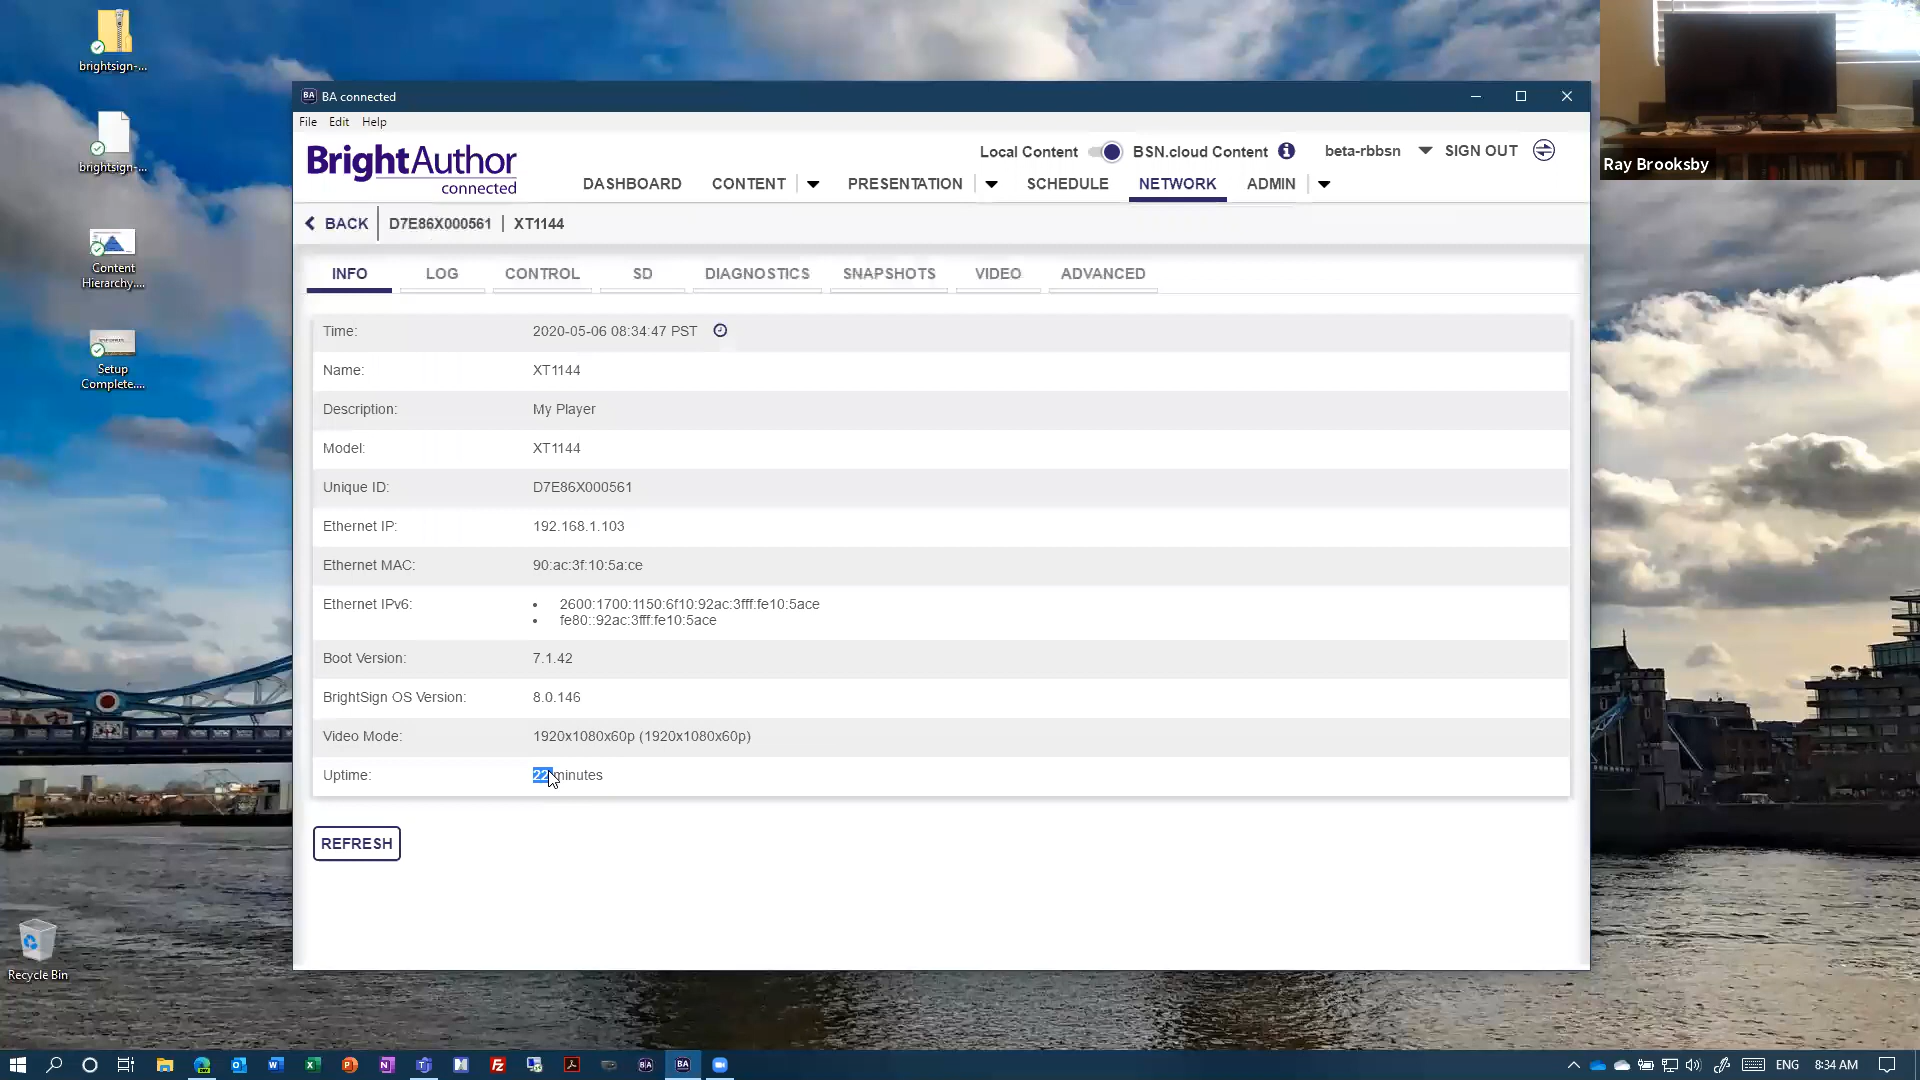 brightsign-...
brightsign-...
Content
Hierarchy....
Setup
Complete....
Recycle Bin
BA connected
File Edit Help
BrightAuthor
connected
Local Content BSN.cloud Content beta-rbbsn SIGN OUT
DASHBOARD CONTENT PRESENTATION SCHEDULE NETWORK ADMIN
BACK D7E86X000561 XT1144
INFO LOG CONTROL SD DIAGNOSTICS SNAPSHOTS VIDEO ADVANCED
Time: 2020-05-06 08:34:47 PST
Name: XT1144
Description: My Player
Model: XT1144
Unique ID: D7E86X000561
Ethernet IP: 192.168.1.103
Ethernet MAC: 90:ac:3f:10:5a:ce
Ethernet IPv6: • 2600:1700:1150:6f10:92ac:3fff:fe10:5ace
• fe80::92ac:3fff:fe10:5ace
Boot Version: 7.1.42
BrightSign OS Version: 8.0.146
Video Mode: 1920x1080x60p (1920x1080x60p)
Uptime: 22 minutes
REFRESH
Ray Brooksby
ENG 8:34 AM